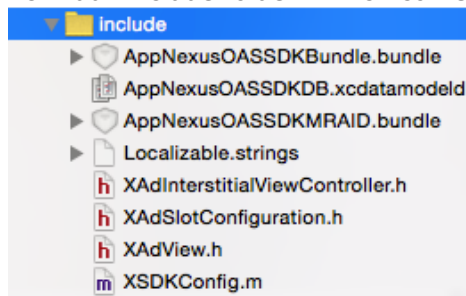 include
AppNexusOASSDKBundle.bundle
AppNexusOASSDKDB.xcdatamodeld
AppNexusOASSDKMRAID.bundle
Localizable.strings
h XAdInterstitialViewController.h
h XAdSlotConfiguration.h
h XAdView.h
m XSDKConfig.m